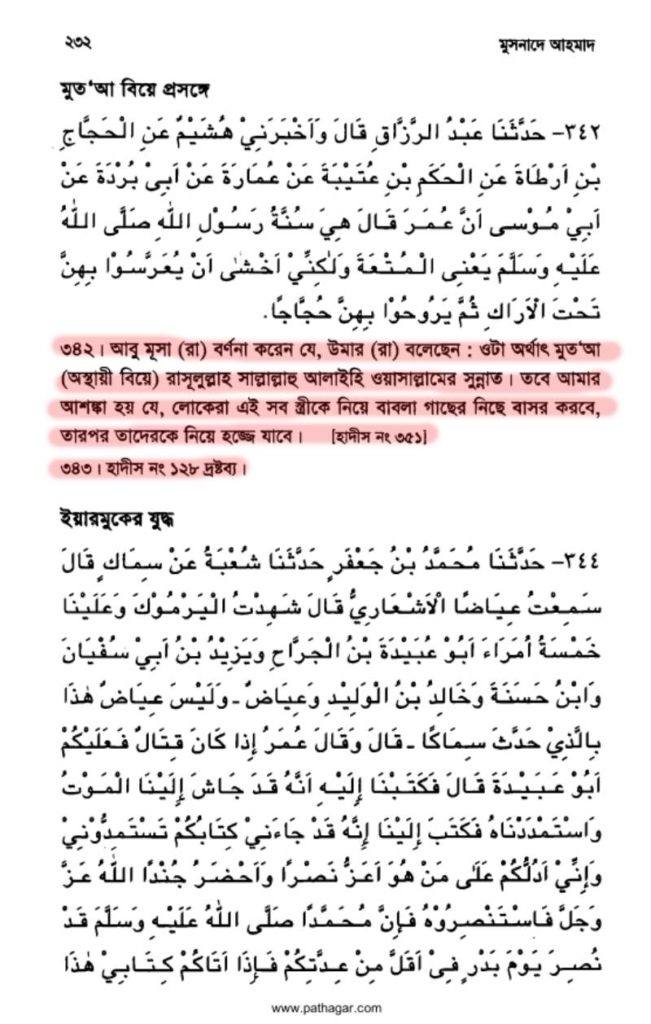 ২৩২ মুসনাদে আহমাদ
মুত‘আ বিয়ে প্রসঙ্গে
٣٤٢- حَدَّثَنَا عَبْدُ الرَّزَّاقِ قَالَ وَاَخْبَرَنِيْ هُشَيْمٌ عَنِ الْحَجَّاجِ
بْنِ اَرْطَاةَ عَنِ الْحَكَمِ بْنِ عُتَيْبَةَ عَنْ عُمَارَةَ عَنْ اَبِىْ بُرْدَةَ عَنْ
اَبِيْ مُوْسٰى اَنَّ عُمَرَ قَالَ هِيَ سُنَّةُ رَسُوْلِ اللّٰهِ صَلَّى اللّٰهُ
عَلَيْهِ وَسَلَّمَ يَعْنِى الْمُتْعَةَ وَلٰكِنِّيْ اَخْشٰى اَنْ يُعَرِّسُوْا بِهِنَّ
تَحْتَ الْاَرَاكِ ثُمَّ يَرُوْحُوْا بِهِنَّ حُجَّاجًا.
৩৪২। আবু মূসা (রা) বর্ণনা করেন যে, উমার (রা) বলেছেন : ওটা অর্থাৎ মুত‘আ
(অস্থায়ী বিয়ে) রাসূলুল্লাহ সাল্লাল্লাহু আলাইহি ওয়াসাল্লামের সুন্নাত। তবে আমার
আশঙ্কা হয় যে, লোকেরা এই সব স্ত্রীকে নিয়ে বাবলা গাছের নিছে বাসর করবে,
তারপর তাদেরকে নিয়ে হজ্জে যাবে। [হাদীস নং ৩৫১]
৩৪৩। হাদীস নং ১২৮ দ্রষ্টব্য।
ইয়ারমুকের যুদ্ধ
٣٤٤- حَدَّثَنَا مُحَمَّدُ بْنُ جَعْفَرٍ حَدَّثَنَا شُعْبَةُ عَنْ سِمَاكٍ قَالَ
سَمِعْتُ عِيَاضًا الْاَشْعَارِيَّ قَالَ شَهِدْتُ الْيَرْمُوْكَ وَعَلَيْنَا
خَمْسَةُ اُمَرَاءَ اَبُوْ عُبَيْدَةَ بْنُ الْجَرَّاحِ وَيَزِيْدُ بْنُ اَبِيْ سُفْيَانَ
وَابْنُ حَسَنَةَ وَخَالِدُ بْنُ الْوَلِيْدِ وَعِيَاضٌ ـ وَلَيْسَ عِيَاضٌ هٰذَا
بِالَّذِيْ حَدَّثَ سِمَاكًا ـ قَالَ وَقَالَ عُمَرُ اِذَا كَانَ قِتَالٌ فَعَلَيْكُمْ
اَبُوْ عَبَيْدَةَ قَالَ فَكَتَبْنَا اِلَيْهِ اَنَّهُ قَدْ جَاشَ اِلَيْنَا الْمَوْتُ
وَاسْتَمْدَدْنَاهُ فَكَتَبَ اِلَيْنَا اِنَّهُ قَدْ جَاءَنِيْ كِتَابُكُمْ تَسْتَمِدُّوْنِيْ
وَاِنِّيْ اَدُلُّكُمْ عَلٰى مَنْ هُوَ اَعَزُّ نَصْرًا وَاَحْضَرُ جُنْدًا اَللّٰهُ عَزَّ
وَجَلَّ فَاسْتَنْصِرُوْهُ فَاِنَّ مُحَمَّدًا صَلَّى اللّٰهُ عَلَيْهِ وَسَلَّمَ قَدْ
نُصِرَ يَوْمَ بَدْرٍ فِىْ اَقَلَّ مِنْ عِدَّتِكُمْ فَاِذَا اَتَاكُمْ كِتَابِيْ هٰذَا
www.pathagar.com